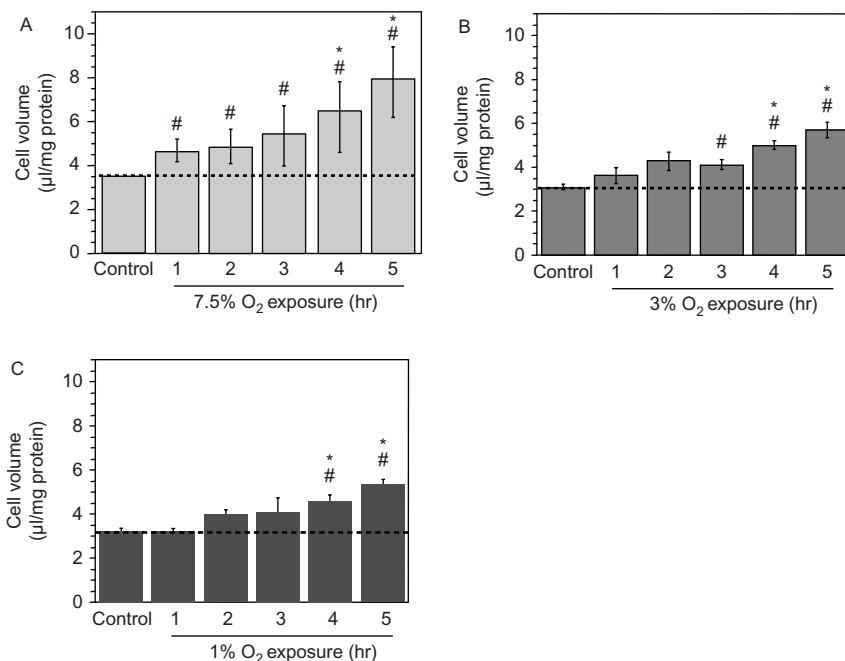 A
Cell volume
(µl/mg protein)
10
8
6
4
2
0
# # # * # * #
Control 1 2 3 4 5
7.5% O2 exposure (hr)
B
Cell volume
(µl/mg protein)
10
8
6
4
2
0
# * # * #
Control 1 2 3 4 5
3% O2 exposure (hr)
C
Cell volume
(µl/mg protein)
10
8
6
4
2
0
* # * #
Control 1 2 3 4 5
1% O2 exposure (hr)